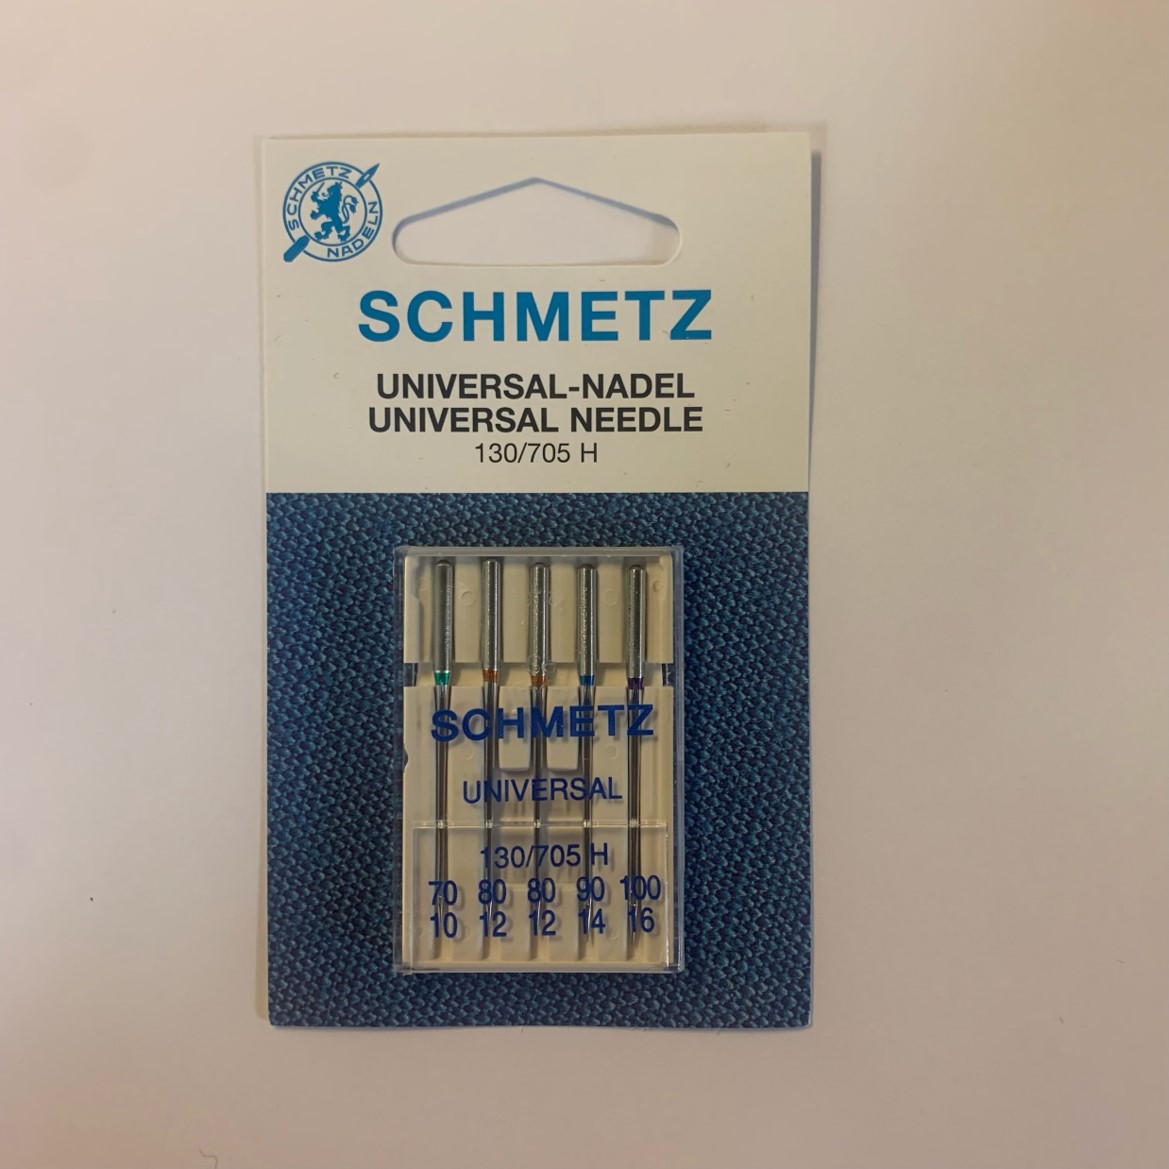 SCHMETZ
NADELN
SCHMETZ
UNIVERSAL-NADEL
UNIVERSAL NEEDLE
130/705 H
SCHMETZ
UNIVERSAL
130/705 H
70 80 80 90 100
10 12 12 14 16